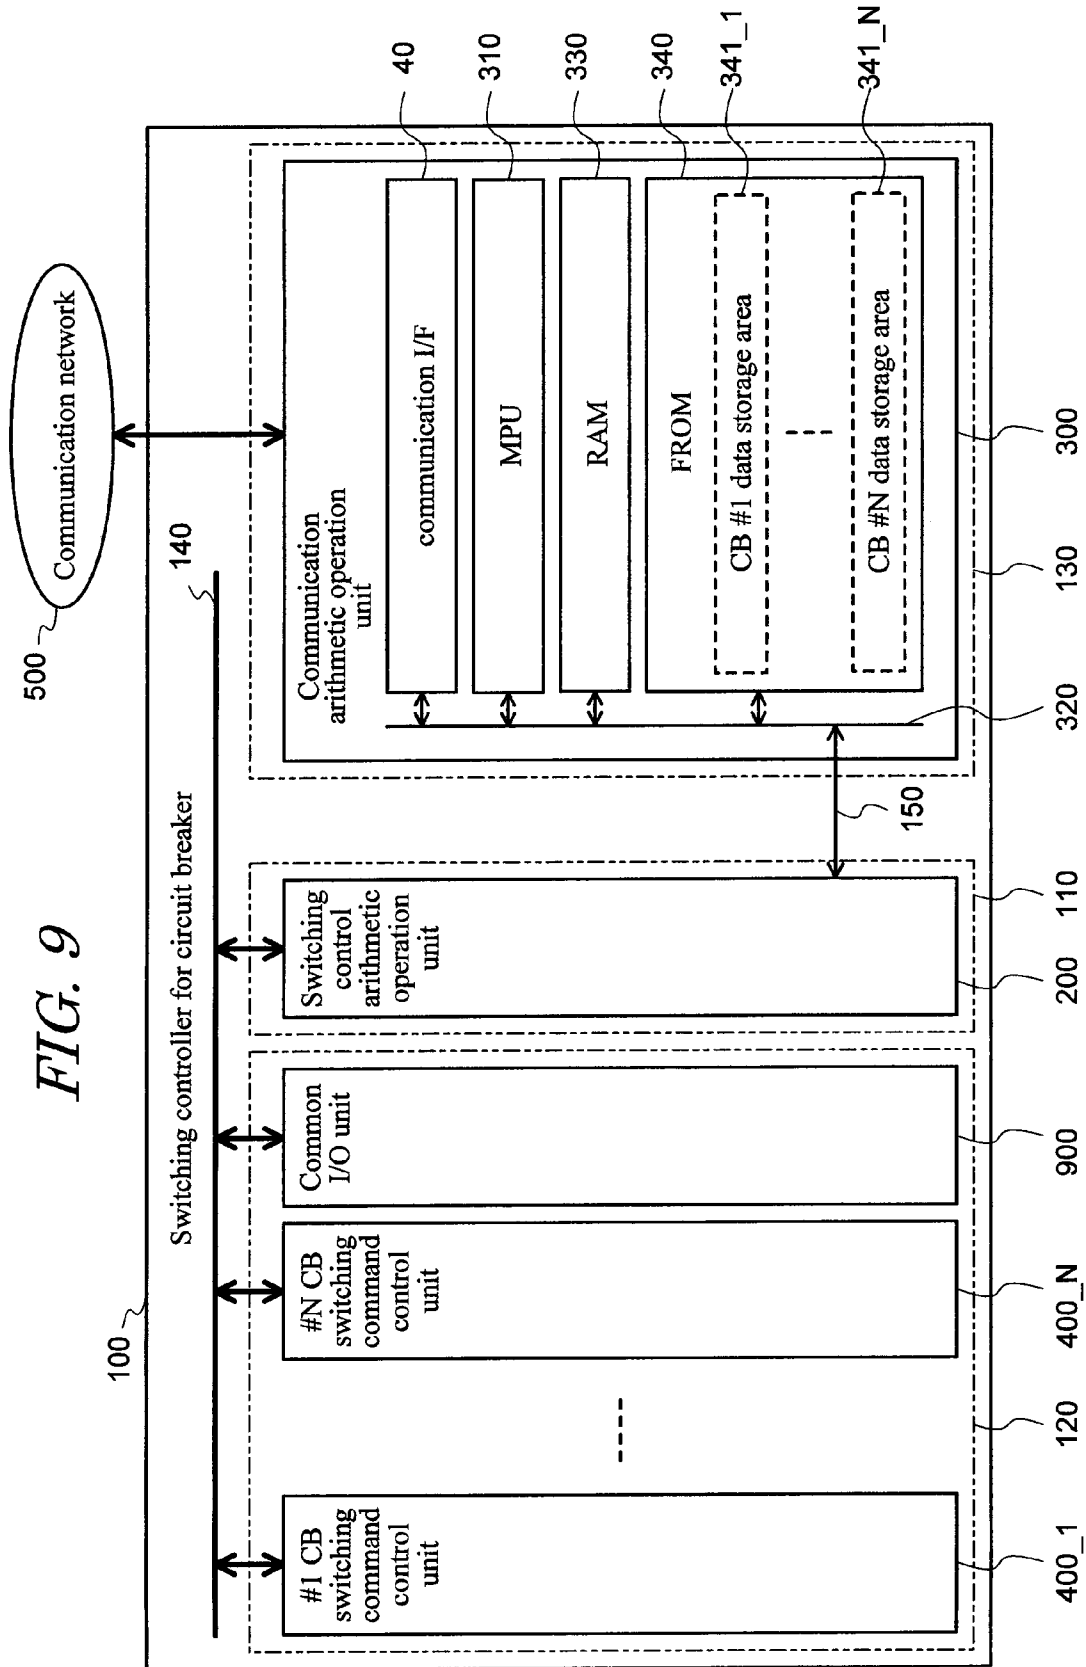 FIG. 9
500
Communication network
100
Switching controller for circuit breaker
140
#1 CB
switching
command
control
unit
#N CB
switching
command
control
unit
Common
I/O unit
Switching
control
arithmetic
operation
unit
Communication
arithmetic operation
unit
communication I/F
MPU
RAM
FROM
CB #1 data storage area
CB #N data storage area
40
310
330
340
341_1
341_N
150
400_1
120
400_N
900
200
110
320
130
300